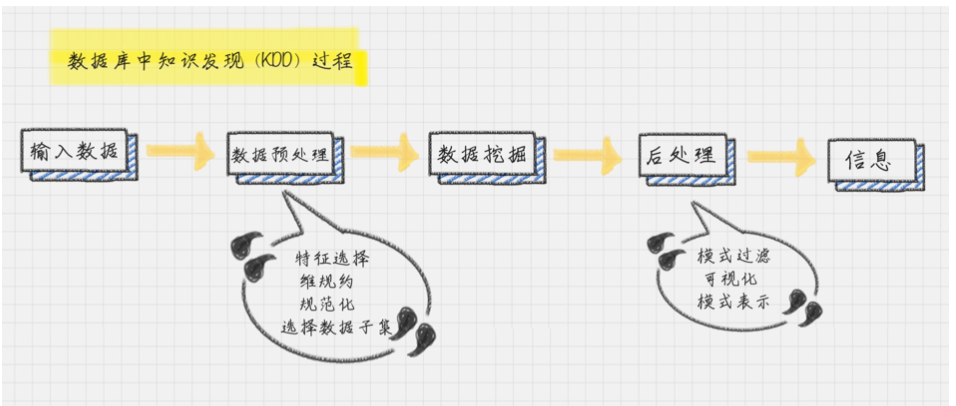 数据库中知识发现（KDD）过程
输入数据
数据预处理
数据挖掘
后处理
信息
特征选择
维规约
规范化
选择数据子集
模式过滤
可视化
模式表示